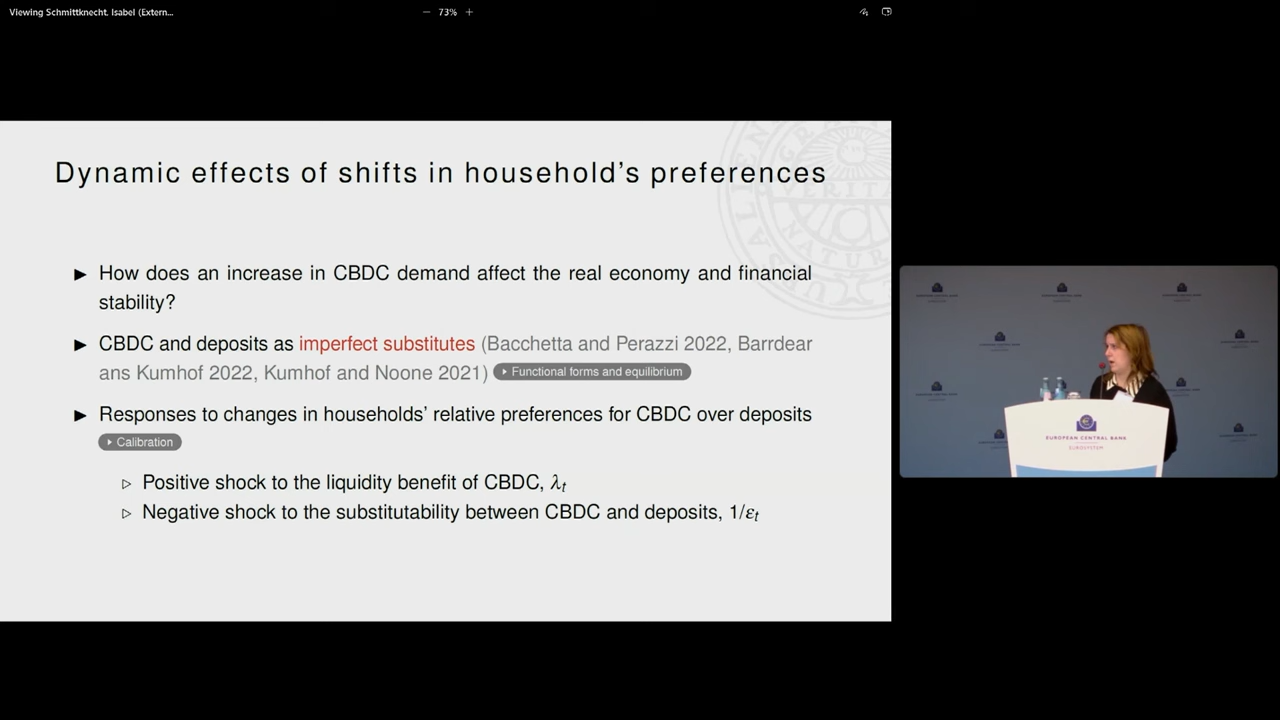 Viewing Schmittknecht, Isabel (Extern...
73%
Dynamic effects of shifts in household's preferences
How does an increase in CBDC demand affect the real economy and financial
stability?
CBDC and deposits as imperfect substitutes (Bacchetta and Perazzi 2022, Barrdear
ans Kumhof 2022, Kumhof and Noone 2021) Functional forms and equilibrium
Responses to changes in households' relative preferences for CBDC over deposits
Calibration
Positive shock to the liquidity benefit of CBDC, λt
Negative shock to the substitutability between CBDC and deposits, 1/εt
EUROPEAN CENTRAL BANK
EUROSYSTEM